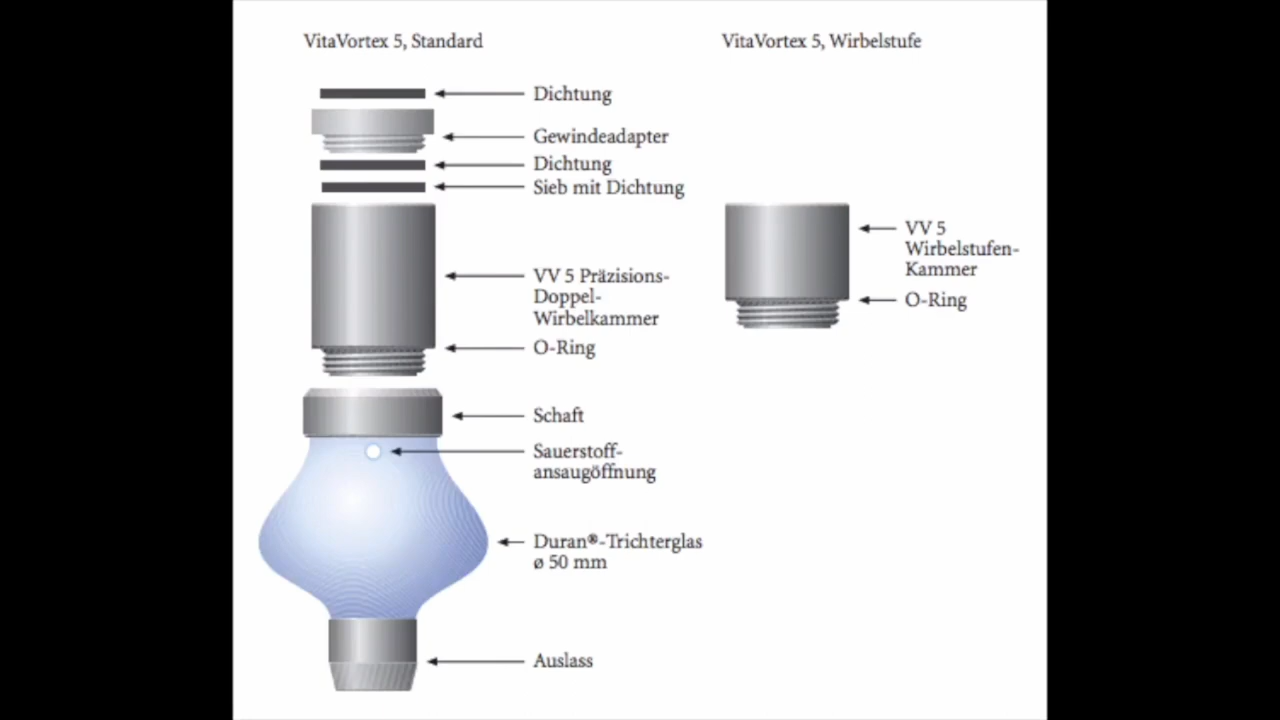 VitaVortex 5, Standard
Dichtung
Gewindeadapter
Dichtung
Sieb mit Dichtung
VV 5 Präzisions-
Doppel-
Wirbelkammer
O-Ring
Schaft
Sauerstoff-
ansaugöffnung
Duran®-Trichterglas
ø 50 mm
Auslass
VitaVortex 5, Wirbelstufe
VV 5
Wirbelstufen-
Kammer
O-Ring